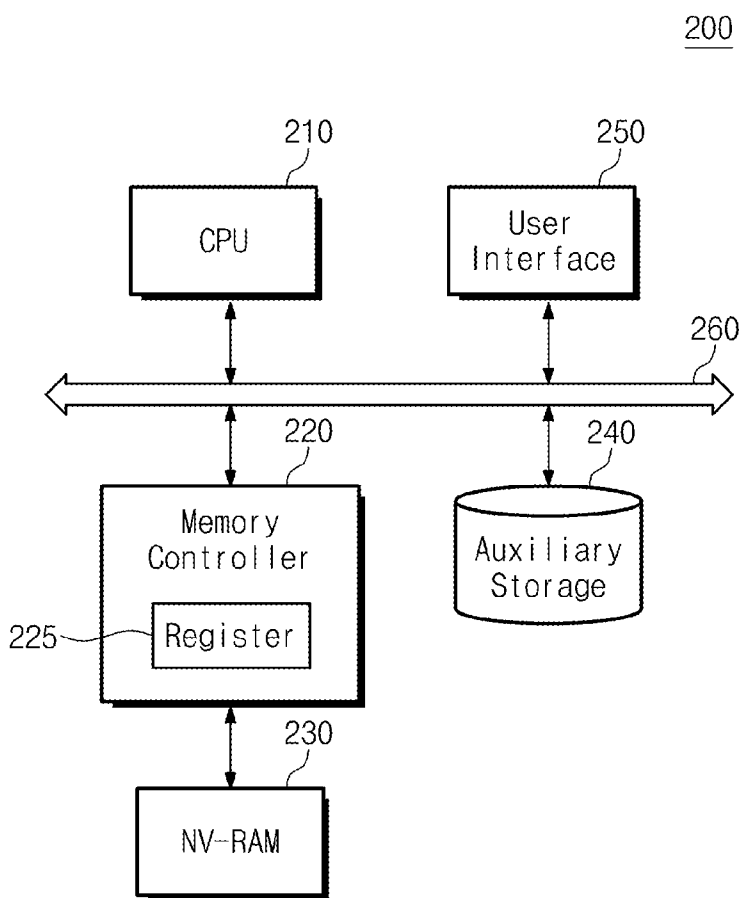 200
210
250
CPU
User
Interface
260
220
240
Memory
Controller
Auxiliary
Storage
225
Register
230
NV-RAM